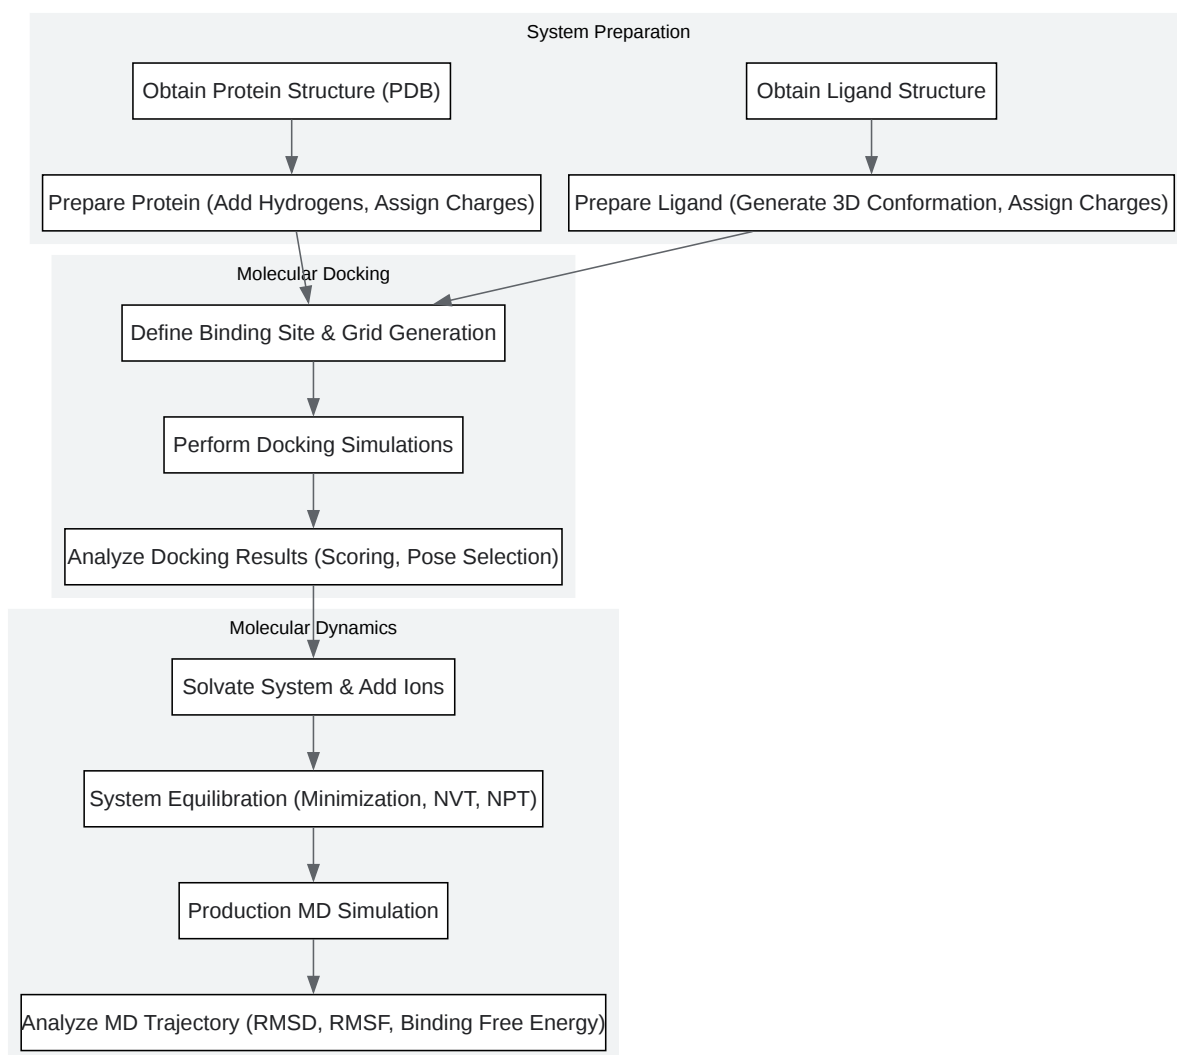 System Preparation
Obtain Protein Structure (PDB)
Obtain Ligand Structure
Prepare Protein (Add Hydrogens, Assign Charges)
Prepare Ligand (Generate 3D Conformation, Assign Charges)
Molecular Docking
Define Binding Site & Grid Generation
Perform Docking Simulations
Analyze Docking Results (Scoring, Pose Selection)
Molecular Dynamics
Solvate System & Add Ions
System Equilibration (Minimization, NVT, NPT)
Production MD Simulation
Analyze MD Trajectory (RMSD, RMSF, Binding Free Energy)